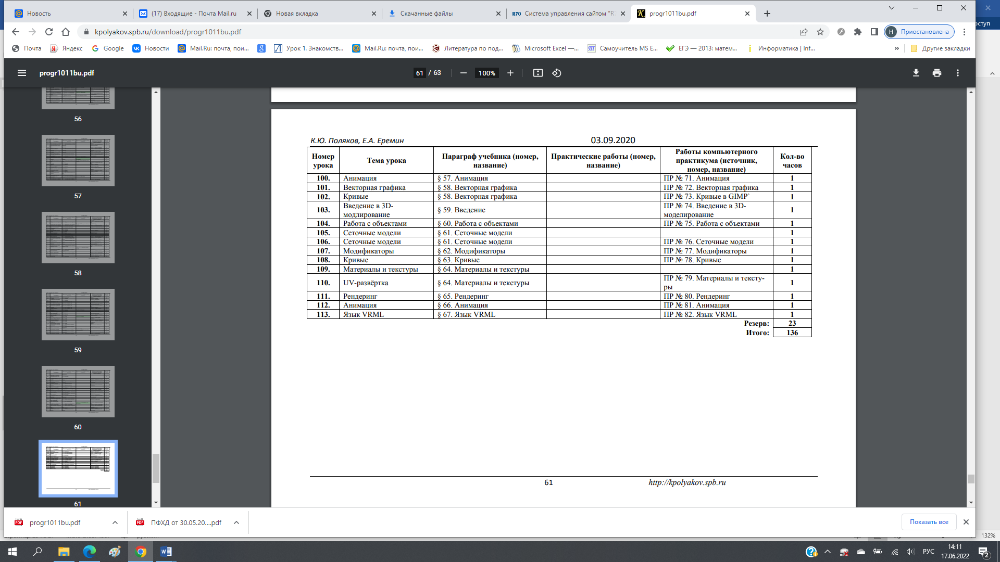 Новость
(17) Входящие - Почта Mail.ru
Новая вкладка
Скачанные файлы
R70 Система управления сайтом "R7
progr1011bu.pdf
kpolyakov.spb.ru/download/progr1011bu.pdf
Н Приостановлена
Почта
Яндекс
Google
Новости
Mail.Ru: почта, пои...
Урок 1. Знакомств...
Mail.Ru: почта, пои...
Литература по под...
Microsoft Excel —...
Самоучитель MS E...
ЕГЭ — 2013: матем...
Информатика | Inf...
» Другие закладки
progr1011bu.pdf
61 / 63
100%
56
57
58
59
60
61
К.Ю. Поляков, Е.А. Еремин 03.09.2020
Номер урока Тема урока Параграф учебника (номер, название) Практические работы (номер, название) Работы компьютерного практикума (источник, номер, название) Кол-во часов
100. Анимация § 57. Анимация ПР № 71. Анимация 1
101. Векторная графика § 58. Векторная графика ПР № 72. Векторная графика 1
102. Кривые § 58. Векторная графика ПР № 73. Кривые в GIMP` 1
103. Введение в 3D-модлирование § 59. Введение ПР № 74. Введение в 3D-моделирование 1
104. Работа с объектами § 60. Работа с объектами ПР № 75. Работа с объектами 1
105. Сеточные модели § 61. Сеточные модели 1
106. Сеточные модели § 61. Сеточные модели ПР № 76. Сеточные модели 1
107. Модификаторы § 62. Модификаторы ПР № 77. Модификаторы 1
108. Кривые § 63. Кривые ПР № 78. Кривые 1
109. Материалы и текстуры § 64. Материалы и текстуры 1
110. UV-развёртка § 64. Материалы и текстуры ПР № 79. Материалы и тексту-ры 1
111. Рендеринг § 65. Рендеринг ПР № 80. Рендеринг 1
112. Анимация § 66. Анимация ПР № 81. Анимация 1
113. Язык VRML § 67. Язык VRML ПР № 82. Язык VRML 1
Резерв: 23
Итого: 136
61 http://kpolyakov.spb.ru
progr1011bu.pdf
ПФХД от 30.05.20....pdf
Показать все
132%
РУС
14:11
17.06.2022
2